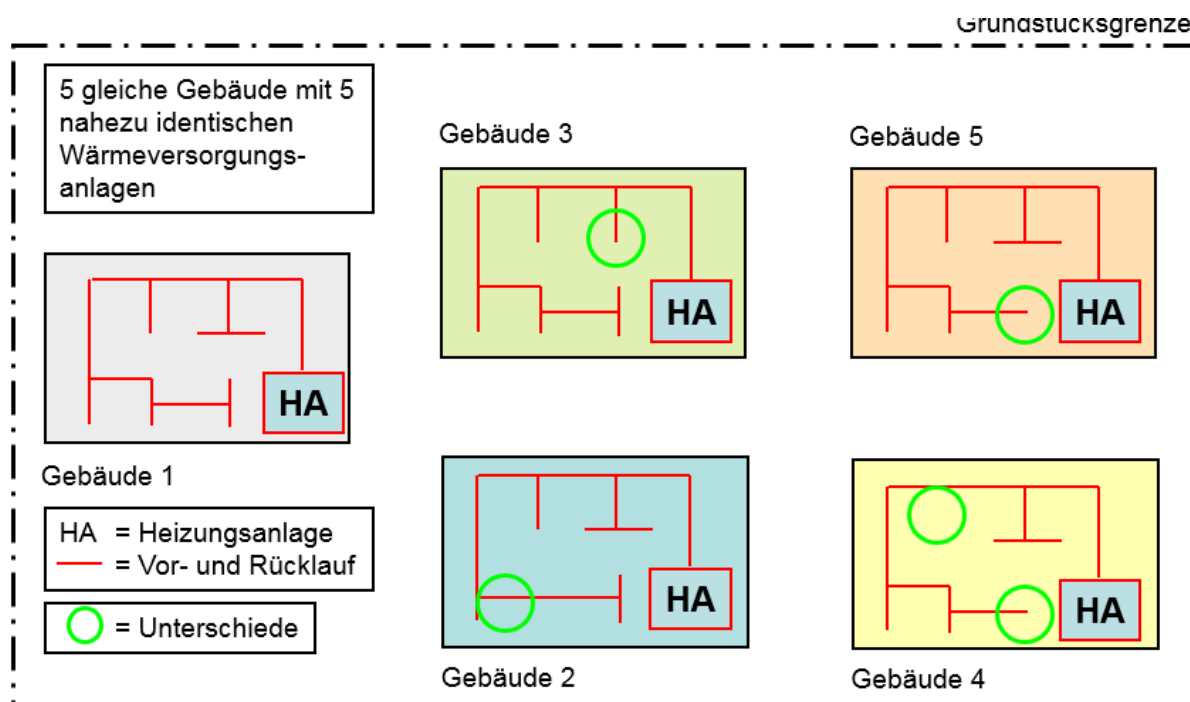 Grundstücksgrenze
5 gleiche Gebäude mit 5
nahezu identischen
Wärmeversorgungs-
anlagen
Gebäude 3
Gebäude 5
HA
HA
HA
Gebäude 1
HA = Heizungsanlage
= Vor- und Rücklauf
= Unterschiede
HA
HA
Gebäude 2
Gebäude 4